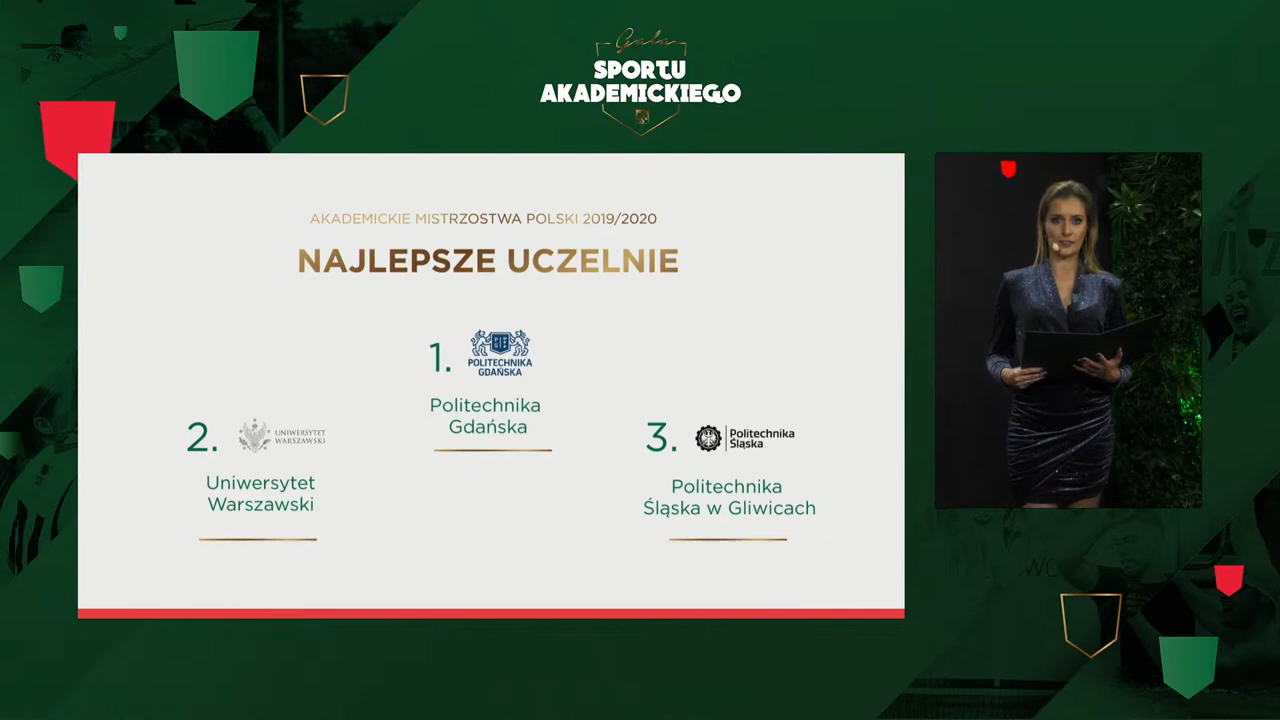 Gala
SPORTU
AKADEMICKIEGO
AKADEMICKIE MISTRZOSTWA POLSKI 2019/2020
NAJLEPSZE UCZELNIE
1.
POLITECHNIKA
GDAŃSKA
Politechnika
Gdańska
2.
UNIWERSYTET
WARSZAWSKI
Uniwersytet
Warszawski
3.
Politechnika
Śląska
Politechnika
Śląska w Gliwicach